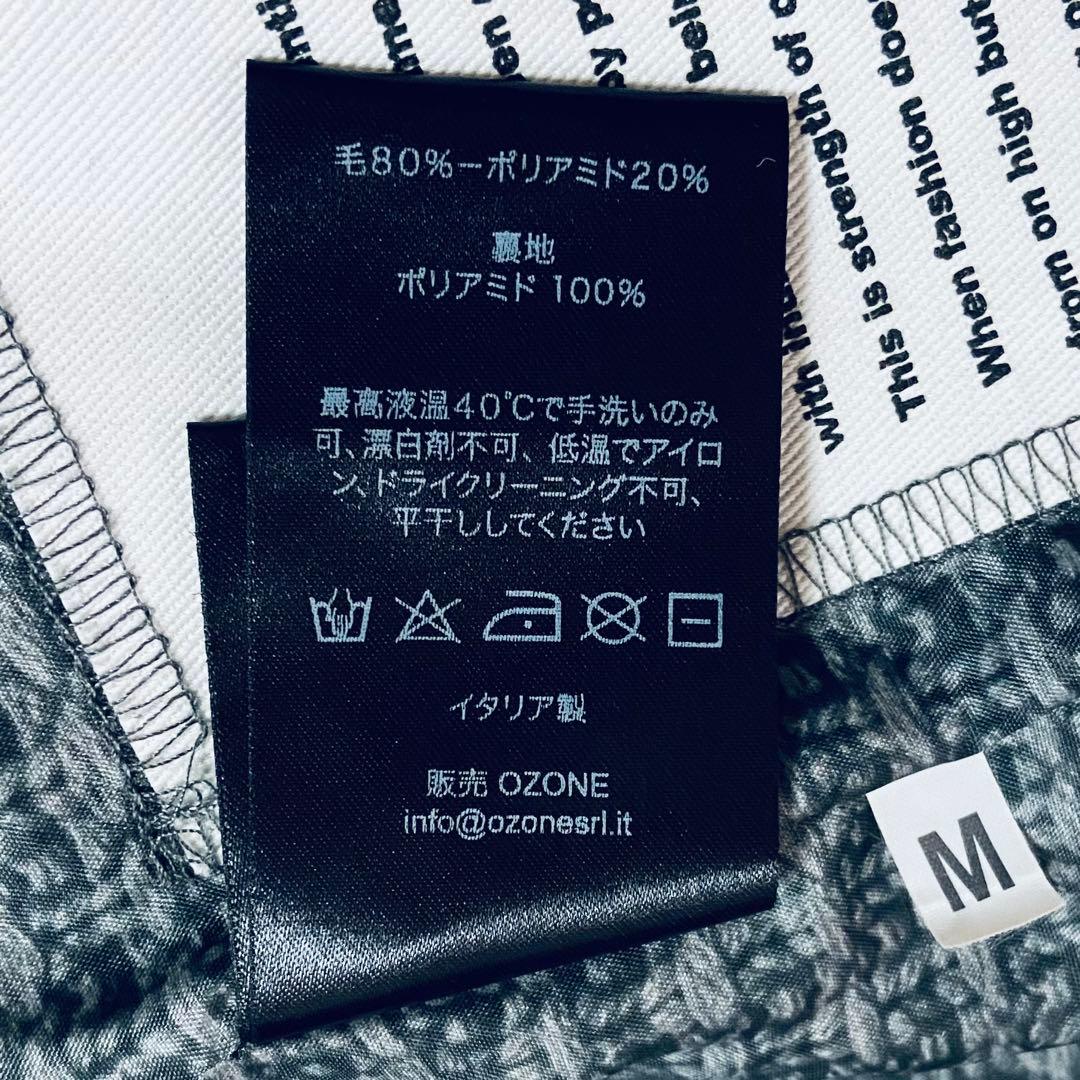 毛80%－ポリアミド20%
裏地
ポリアミド 100%
最高液温40℃で手洗いのみ
可、漂白剤不可、低温でアイロ
ン、ドライクリーニング不可、
平干ししてください
イタリア製
販売 OZONE
info@ozonesrl.it
M
This is strength of a
When fashion doe
from on high but
with
by